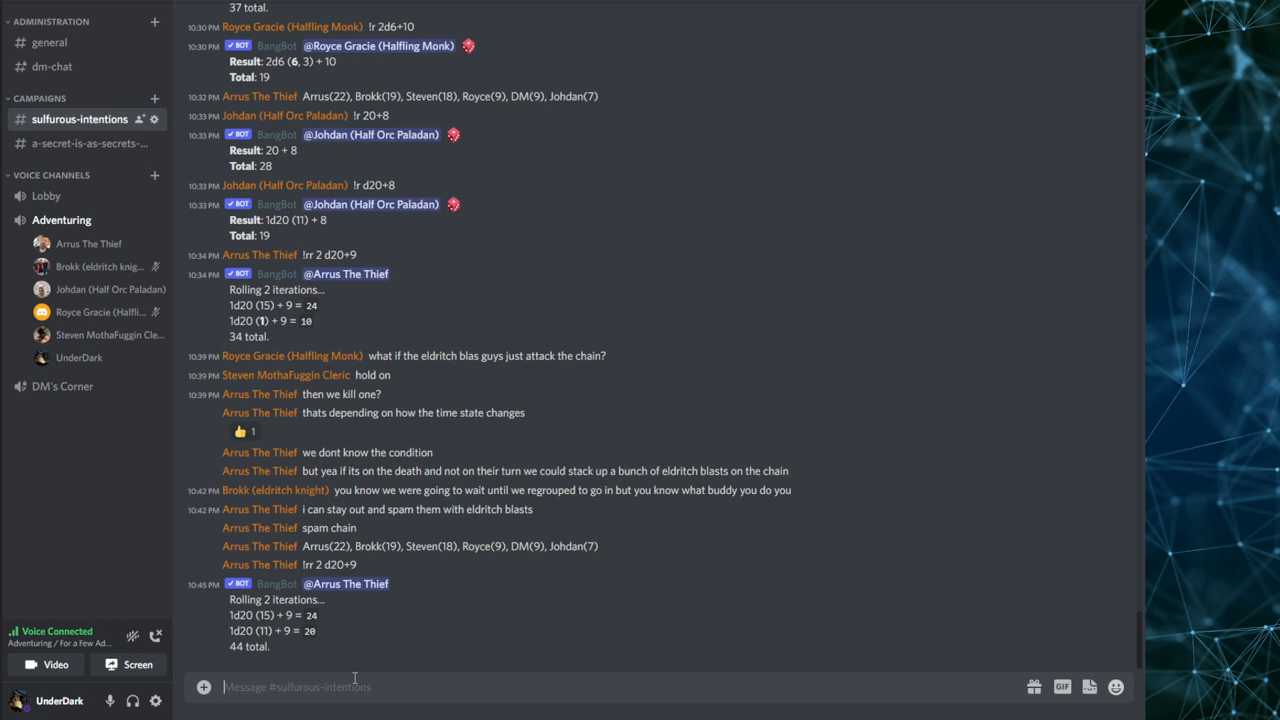 ADMINISTRATION
general
dm-chat
CAMPAIGNS
sulfurous-intentions
a-secret-is-as-secrets-...
VOICE CHANNELS
Lobby
Adventuring
Arrus The Thief
Brokk (eldritch knig...
Johdan (Half Orc Paladan)
Royce Gracie (Halfli...
Steven MothaFuggin Cle...
UnderDark
DM's Corner
Voice Connected
Adventuring / For a Few Ad...
Video
Screen
UnderDark
37 total.
10:30 PM Royce Gracie (Halfling Monk) !r 2d6+10
10:30 PM ✓ BOT BangBot @Royce Gracie (Halfling Monk)
Result: 2d6 (6, 3) + 10
Total: 19
10:32 PM Arrus The Thief Arrus(22), Brokk(19), Steven(18), Royce(9), DM(9), Johdan(7)
10:33 PM Johdan (Half Orc Paladan) !r 20+8
10:33 PM ✓ BOT BangBot @Johdan (Half Orc Paladan)
Result: 20 + 8
Total: 28
10:33 PM Johdan (Half Orc Paladan) !r d20+8
10:33 PM ✓ BOT BangBot @Johdan (Half Orc Paladan)
Result: 1d20 (11) + 8
Total: 19
10:34 PM Arrus The Thief !rr 2 d20+9
10:34 PM ✓ BOT BangBot @Arrus The Thief
Rolling 2 iterations...
1d20 (15) + 9 = 24
1d20 (1) + 9 = 10
34 total.
10:39 PM Royce Gracie (Halfling Monk) what if the eldritch blas guys just attack the chain?
10:39 PM Steven MothaFuggin Cleric hold on
10:39 PM Arrus The Thief then we kill one?
Arrus The Thief thats depending on how the time state changes
👍 1
Arrus The Thief we dont know the condition
Arrus The Thief but yea if its on the death and not on their turn we could stack up a bunch of eldritch blasts on the chain
10:42 PM Brokk (eldritch knight) you know we were going to wait until we regrouped to go in but you know what buddy you do you
10:42 PM Arrus The Thief i can stay out and spam them with eldritch blasts
Arrus The Thief spam chain
Arrus The Thief Arrus(22), Brokk(19), Steven(18), Royce(9), DM(9), Johdan(7)
Arrus The Thief !rr 2 d20+9
10:45 PM ✓ BOT BangBot @Arrus The Thief
Rolling 2 iterations...
1d20 (15) + 9 = 24
1d20 (11) + 9 = 20
44 total.
Message #sulfurous-intentions
GIF